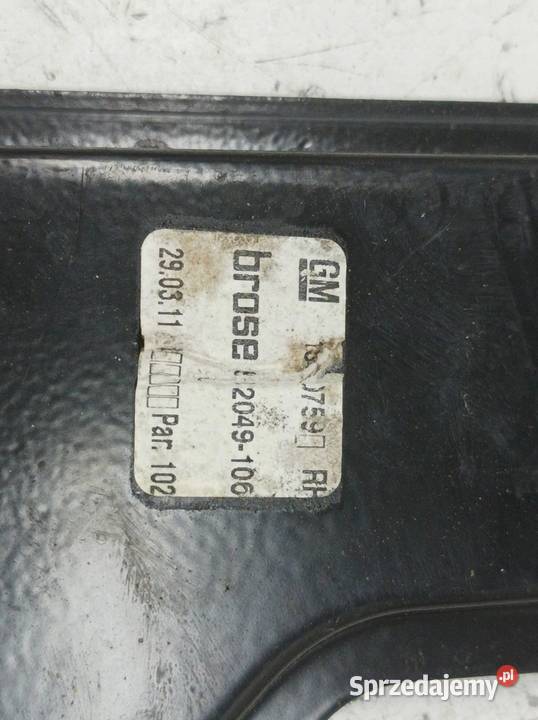 GM RH
brose 2049-106
29.03.11 □□□□ Par. 102
Sprzedajemy.pl